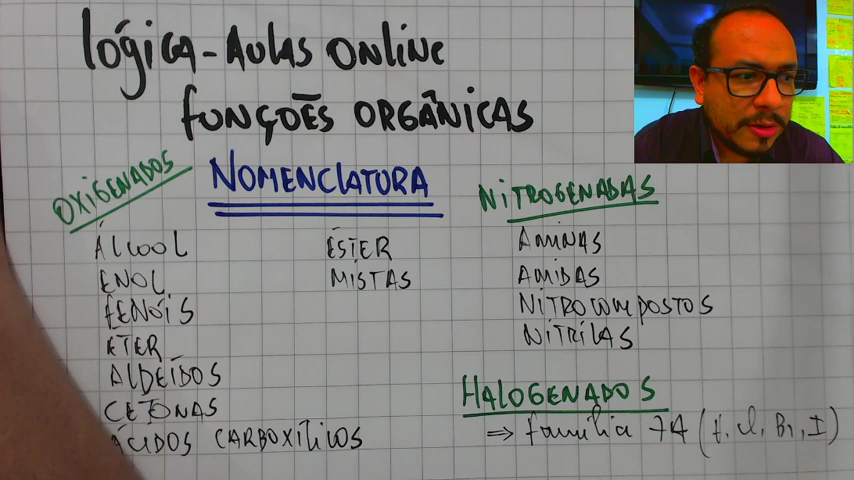 LÓGICA - AULAS ONLINE
FUNÇÕES ORGÂNICAS
NOMENCLATURA
OXIGENADOS
ÁLCOOL
ENOL
FENÓIS
ETER
ALDEÍDOS
CETONAS
ÁCIDOS CARBOXÍLICOS
ÉSTER
MISTAS
NITROGENADAS
AMINAS
AMIDAS
NITROCOMPOSTOS
NITRILAS
HALOGENADOS
⇒ família 7A (F, Cl, Br, I)